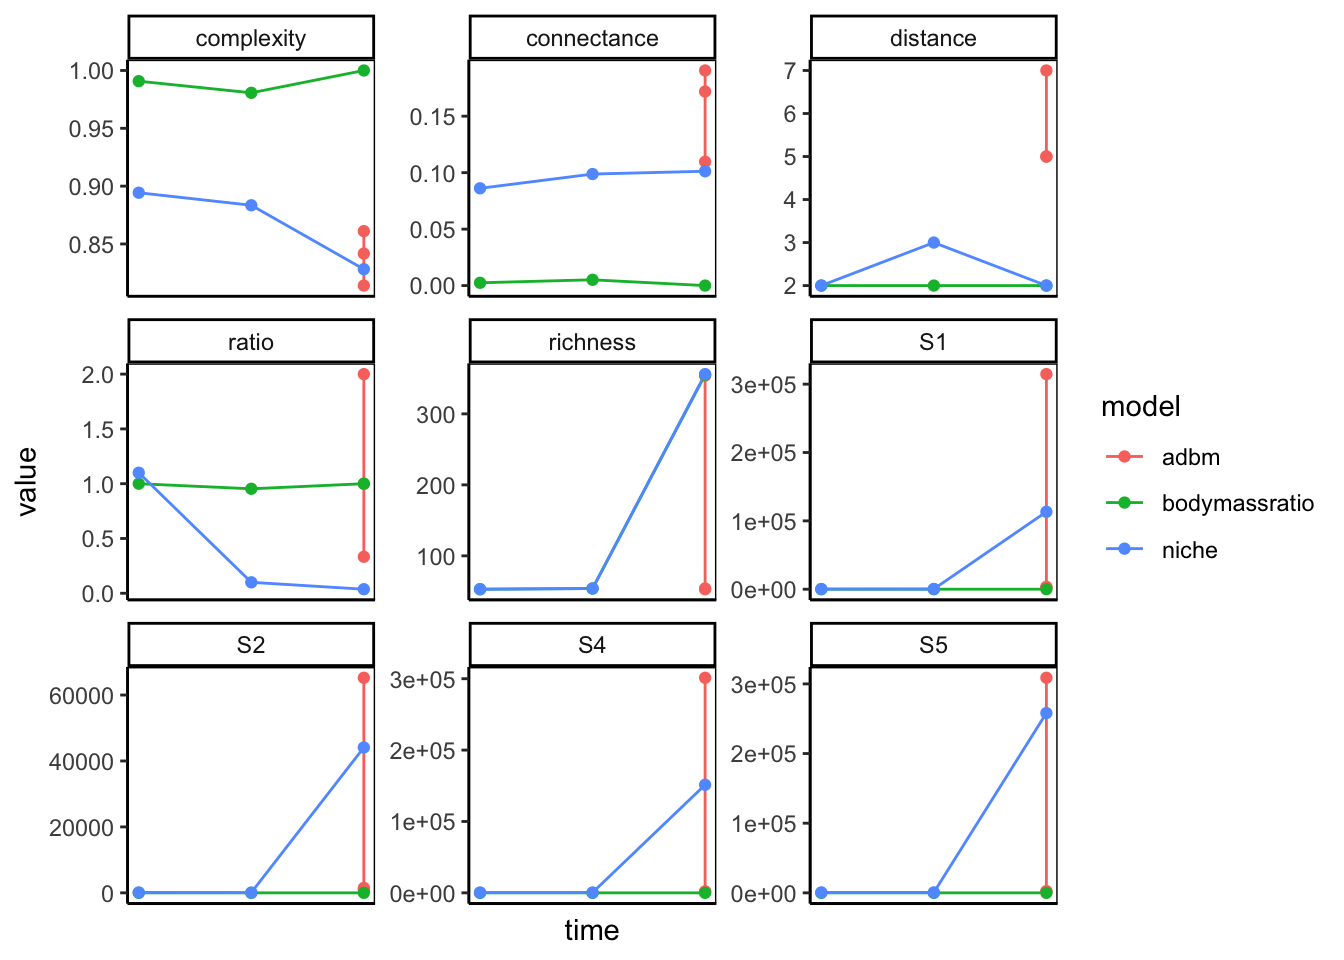 complexity
connectance
distance
1.00
0.95
0.90
0.85
0.15
0.10
0.05
0.00
7
6
5
4
3
2
ratio
richness
S1
2.0
1.5
1.0
0.5
0.0
300
200
100
3e+05
2e+05
1e+05
0e+00
S2
S4
S5
60000
40000
20000
0
3e+05
2e+05
1e+05
0e+00
3e+05
2e+05
1e+05
0e+00
value
time
model
adbm
bodymassratio
niche